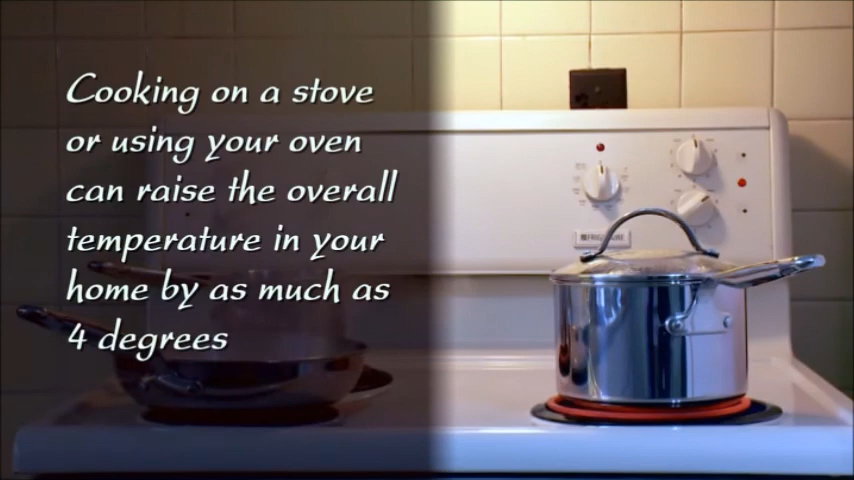 Cooking on a stove
or using your oven
can raise the overall
temperature in your
home by as much as
4 degrees
FRIGIDAIRE